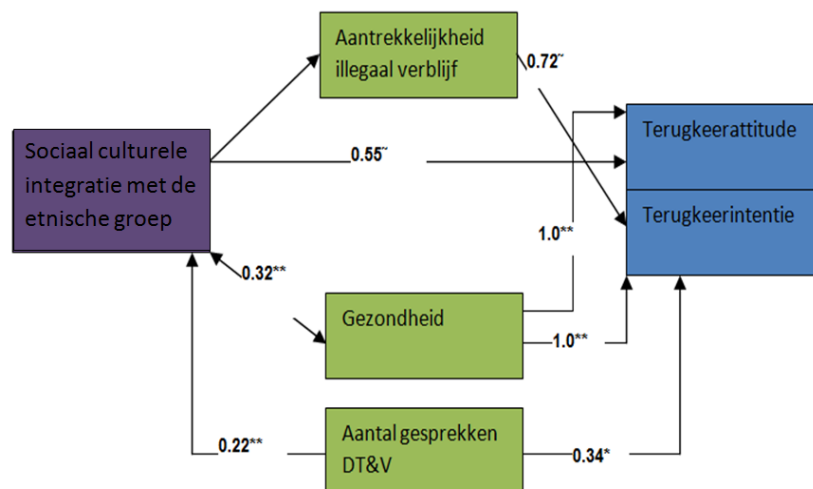 Aantrekkelijkheid
illegaal verblijf
0.72~
Terugkeerattitude
Sociaal culturele
integratie met de
etnische groep
0.55~
Terugkeerintentie
1.0**
0.32**
Gezondheid
1.0**
Aantal gesprekken
DT&V
0.22**
0.34*